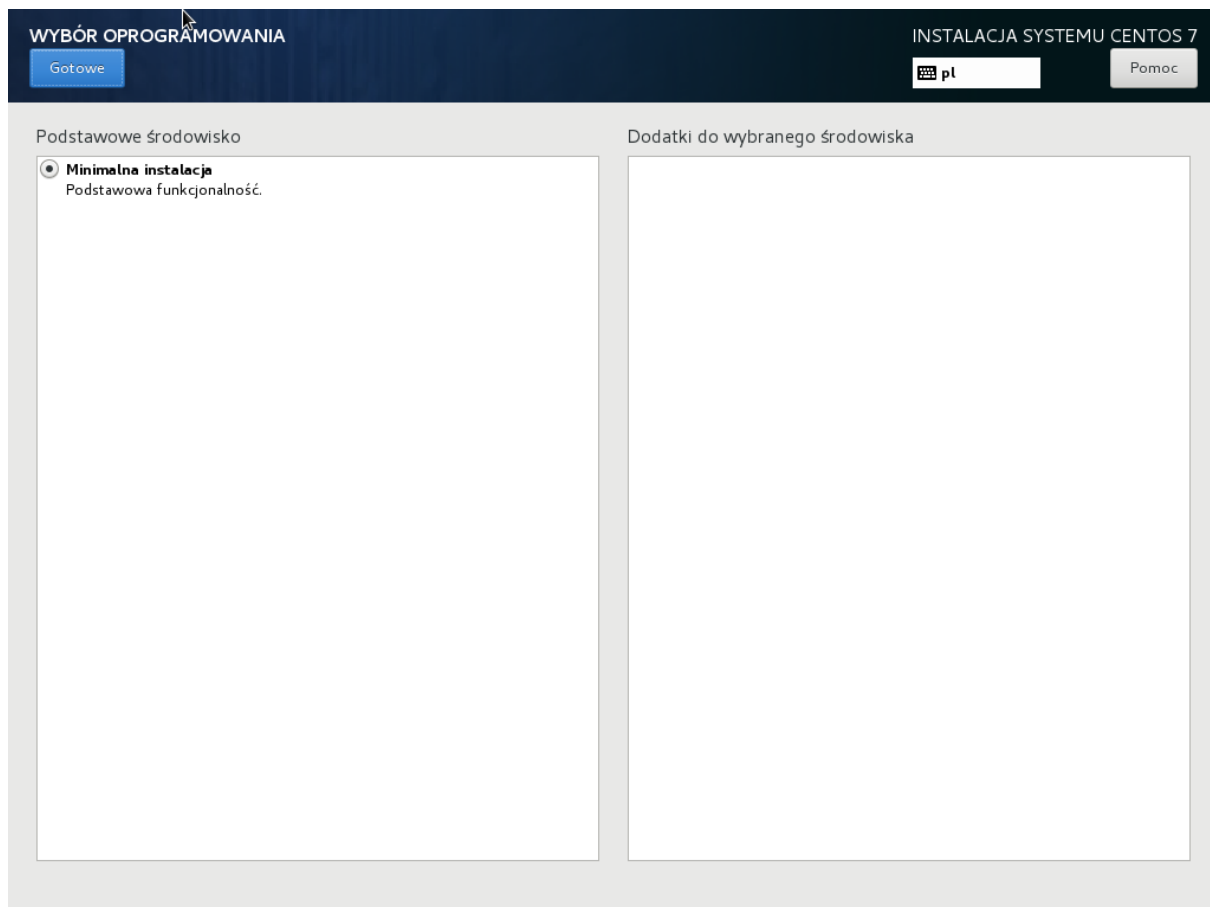 WYBÓR OPROGRAMOWANIA
INSTALACJA SYSTEMU CENTOS 7
Gotowe
pl
Pomoc
Podstawowe środowisko
Dodatki do wybranego środowiska
Minimalna instalacja
Podstawowa funkcjonalność.